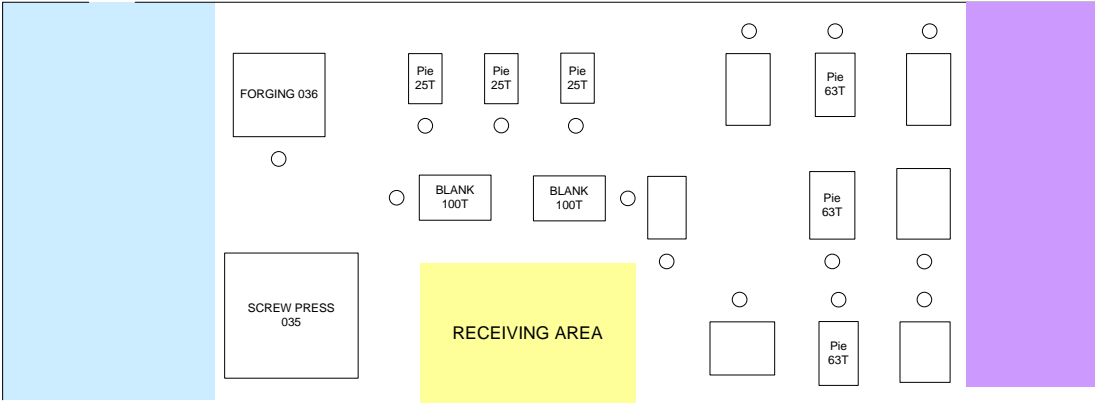 FORGING 036
Pie
25T
Pie
25T
Pie
25T
Pie
63T
BLANK
100T
BLANK
100T
Pie
63T
SCREW PRESS
035
RECEIVING AREA
Pie
63T